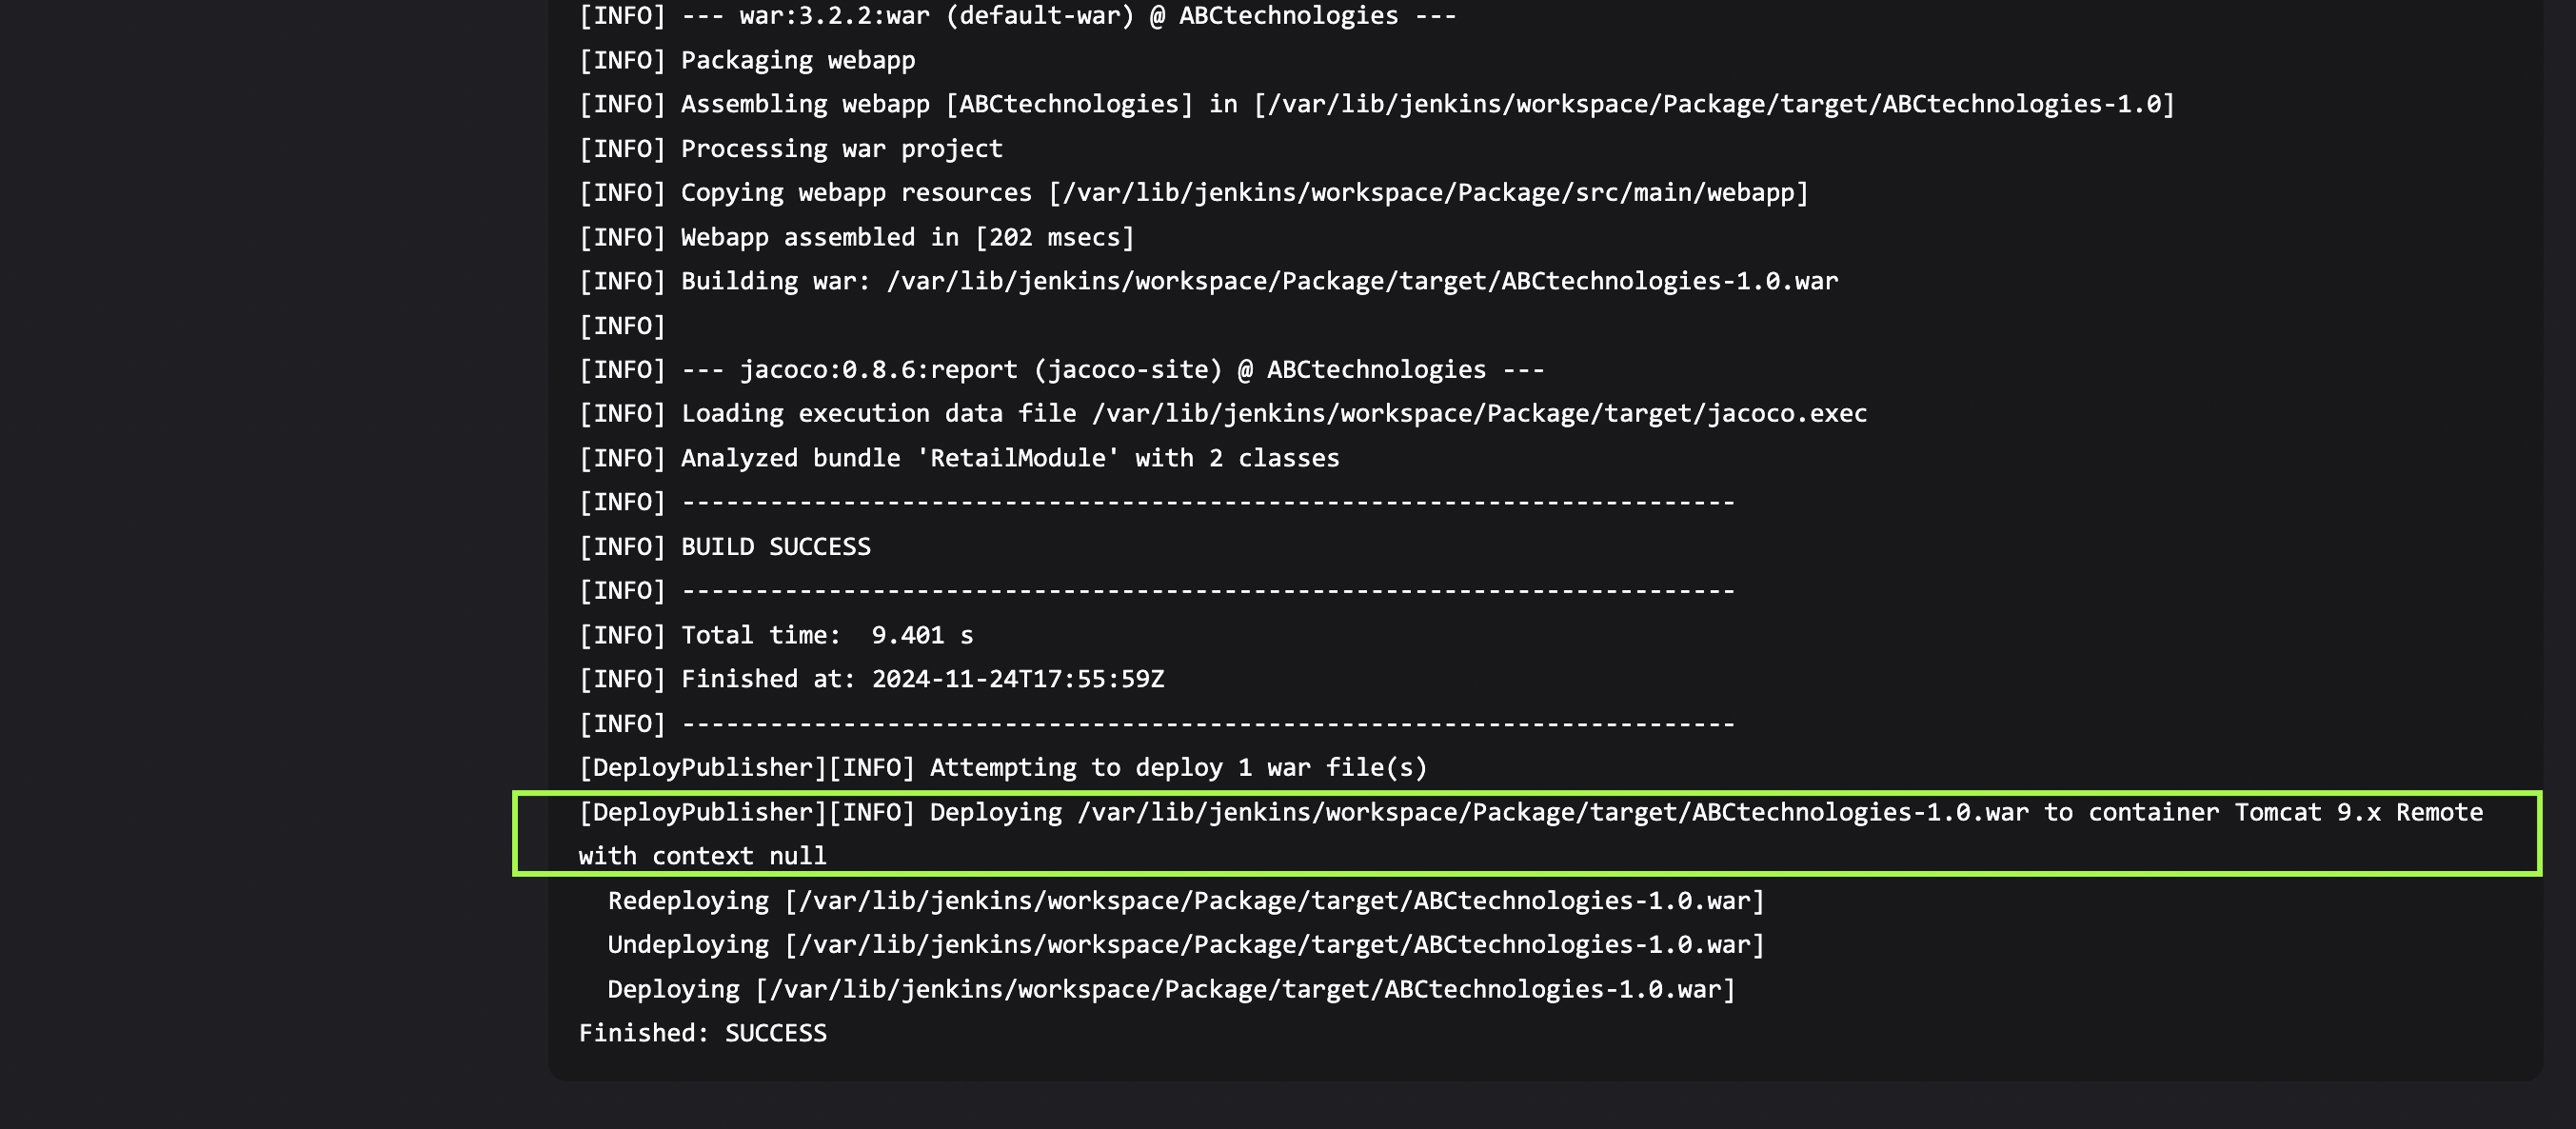 [INFO] --- war:3.2.2:war (default-war) @ ABCtechnologies ---
[INFO] Packaging webapp
[INFO] Assembling webapp [ABCtechnologies] in [/var/lib/jenkins/workspace/Package/target/ABCtechnologies-1.0]
[INFO] Processing war project
[INFO] Copying webapp resources [/var/lib/jenkins/workspace/Package/src/main/webapp]
[INFO] Webapp assembled in [202 msecs]
[INFO] Building war: /var/lib/jenkins/workspace/Package/target/ABCtechnologies-1.0.war
[INFO]
[INFO] --- jacoco:0.8.6:report (jacoco-site) @ ABCtechnologies ---
[INFO] Loading execution data file /var/lib/jenkins/workspace/Package/target/jacoco.exec
[INFO] Analyzed bundle 'RetailModule' with 2 classes
[INFO] ------------------------------------------------------------------------
[INFO] BUILD SUCCESS
[INFO] ------------------------------------------------------------------------
[INFO] Total time:  9.401 s
[INFO] Finished at: 2024-11-24T17:55:59Z
[INFO] ------------------------------------------------------------------------
[DeployPublisher][INFO] Attempting to deploy 1 war file(s)
[DeployPublisher][INFO] Deploying /var/lib/jenkins/workspace/Package/target/ABCtechnologies-1.0.war to container Tomcat 9.x Remote
with context null
  Redeploying [/var/lib/jenkins/workspace/Package/target/ABCtechnologies-1.0.war]
  Undeploying [/var/lib/jenkins/workspace/Package/target/ABCtechnologies-1.0.war]
  Deploying [/var/lib/jenkins/workspace/Package/target/ABCtechnologies-1.0.war]
Finished: SUCCESS